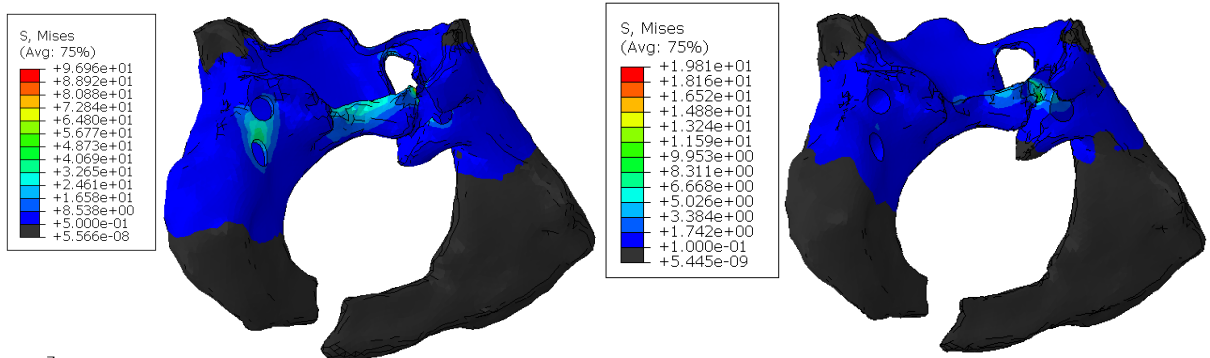 S, Mises
(Avg: 75%)
+9.696e+01
+8.892e+01
+8.088e+01
+7.284e+01
+6.480e+01
+5.677e+01
+4.873e+01
+4.069e+01
+3.265e+01
+2.461e+01
+1.658e+01
+8.538e+00
+5.000e-01
+5.566e-08
S, Mises
(Avg: 75%)
+1.981e+01
+1.816e+01
+1.652e+01
+1.488e+01
+1.324e+01
+1.159e+01
+9.953e+00
+8.311e+00
+6.668e+00
+5.026e+00
+3.384e+00
+1.742e+00
+1.000e-01
+5.445e-09